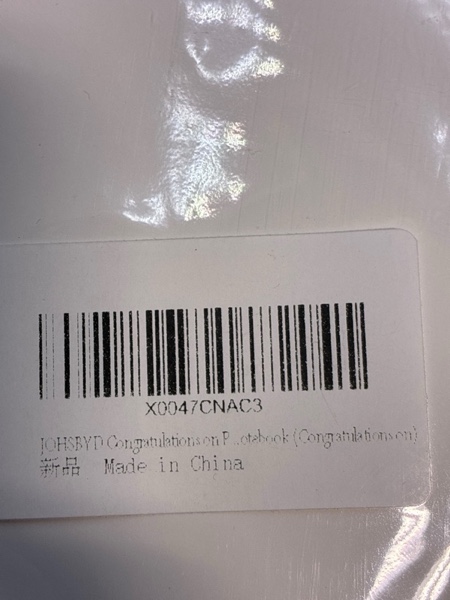 X0047CNAC3
JOHSBYD Congratulations on P...otebook (Congratulations on)
新品 Made in China